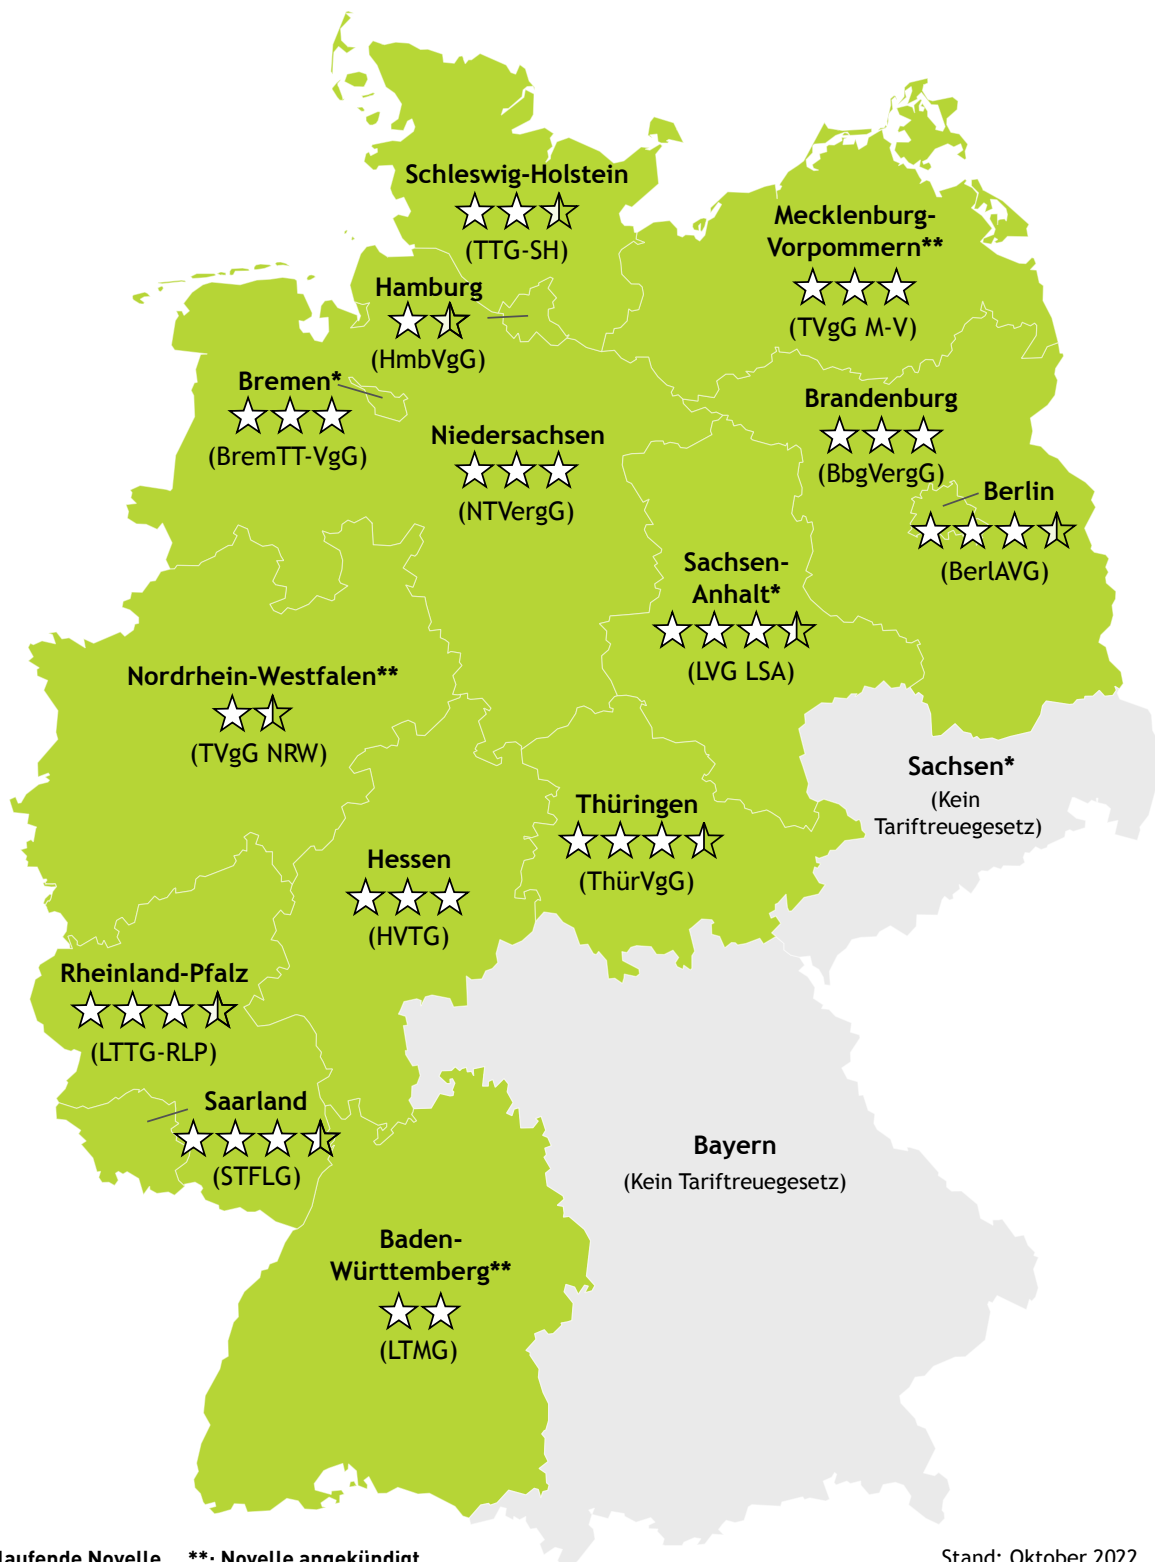 Schleswig-Holstein
(TTG-SH)
Mecklenburg-
Vorpommern**
(TVgG M-V)
Hamburg
(HmbVgG)
Bremen*
(BremTT-VgG)
Niedersachsen
(NTVergG)
Brandenburg
(BbgVergG)
Berlin
(BerlAVG)
Sachsen-
Anhalt*
(LVG LSA)
Nordrhein-Westfalen**
(TVgG NRW)
Sachsen*
(Kein
Tariftreuegesetz)
Thüringen
(ThürVgG)
Hessen
(HVTG)
Rheinland-Pfalz
(LTTG-RLP)
Saarland
(STFLG)
Bayern
(Kein Tariftreuegesetz)
Baden-
Württemberg**
(LTMG)
laufende Novelle **: Novelle angekündigt
Stand: Oktober 2022